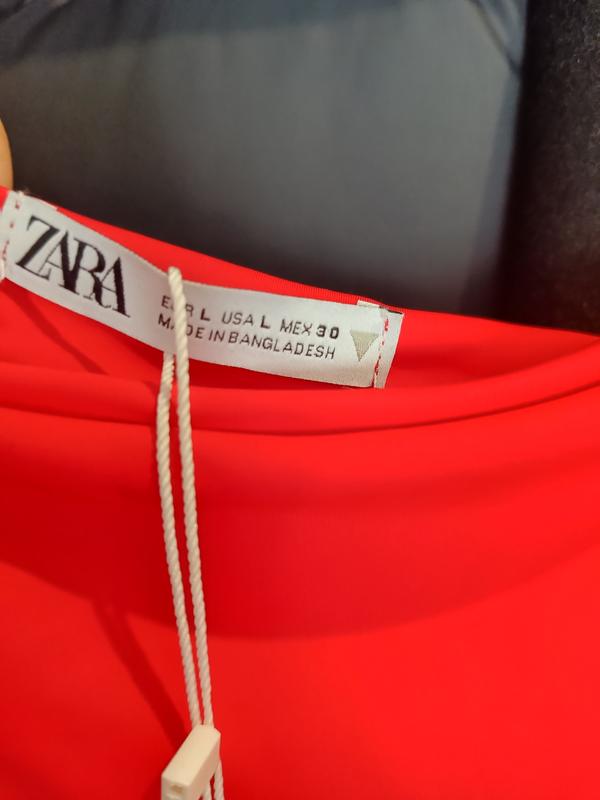 ZARA
EUR L USA L MEX 30
MADE IN BANGLADESH